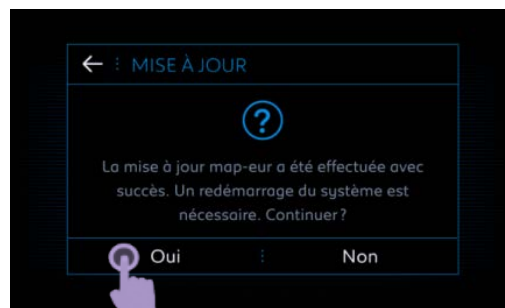 MISE À JOUR
La mise à jour map-eur a été effectuée avec
succès. Un redémarrage du système est
nécessaire. Continuer ?
Oui
Non